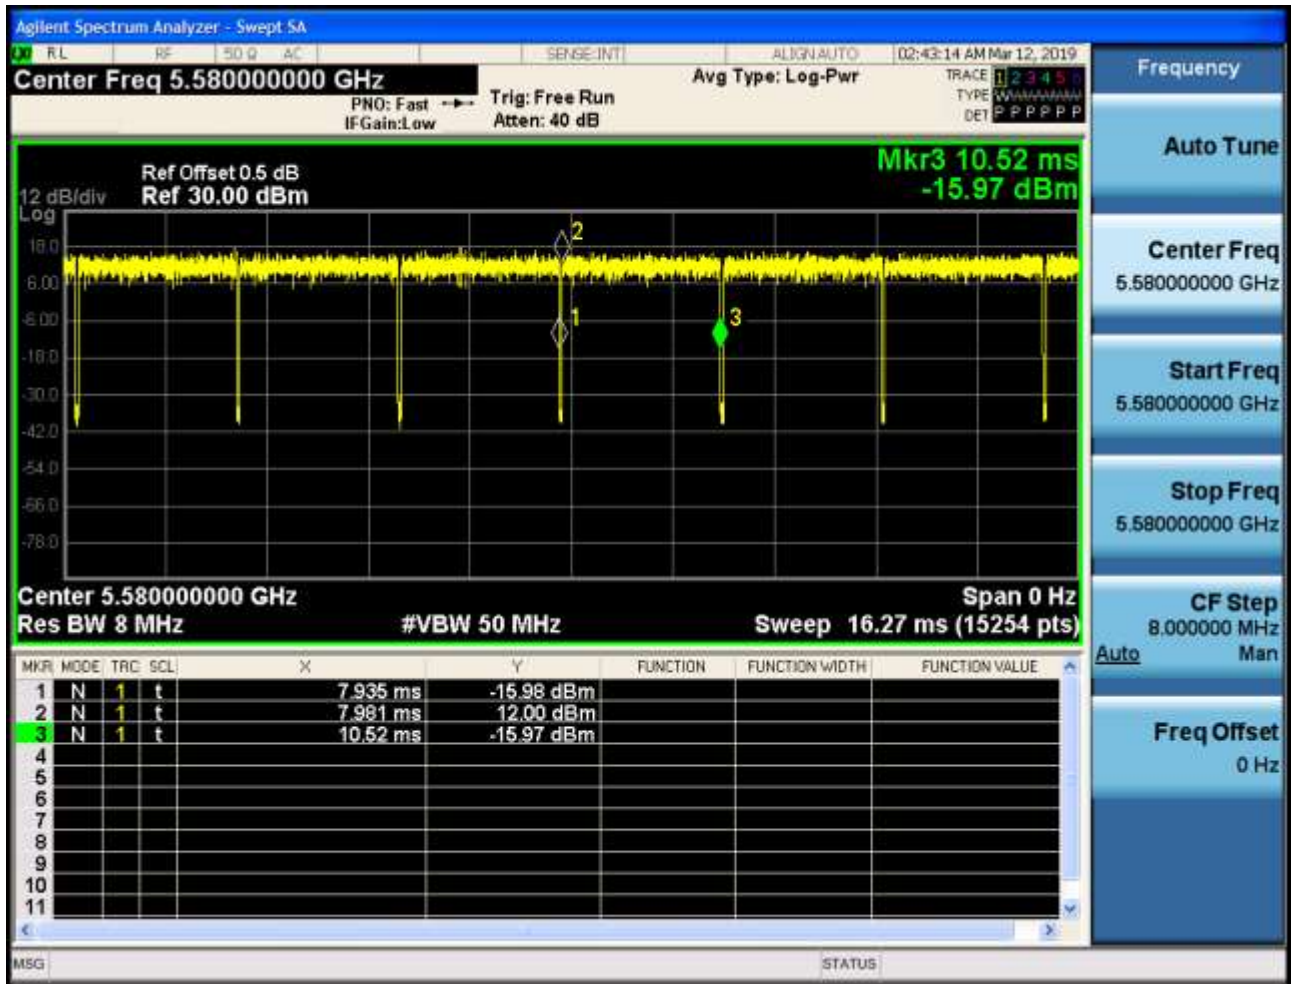 Agilent Spectrum Analyzer - Swept SA
RL RF 50 Ω AC SENSE:INT ALIGN AUTO 02:43:14 AM Mar 12, 2019
Center Freq 5.580000000 GHz
PNO: Fast
IFGain:Low
Trig: Free Run
Atten: 40 dB
Avg Type: Log-Pwr
TRACE 1 2 3 4 5 6
TYPE
DET P P P P P P
Mkr3 10.52 ms
-15.97 dBm
Ref Offset 0.5 dB
12 dB/div Ref 30.00 dBm
Log
18.0
6.00
-6.00
-18.0
-30.0
-42.0
-54.0
-66.0
-78.0
2
1
3
Center 5.580000000 GHz Span 0 Hz
Res BW 8 MHz #VBW 50 MHz Sweep 16.27 ms (15254 pts)
MKR MODE TRC SCL X Y FUNCTION FUNCTION WIDTH FUNCTION VALUE
1 N 1 t 7.935 ms -15.98 dBm
2 N 1 t 7.981 ms 12.00 dBm
3 N 1 t 10.52 ms -15.97 dBm
4
5
6
7
8
9
10
11
MSG STATUS
Frequency
Auto Tune
Center Freq
5.580000000 GHz
Start Freq
5.580000000 GHz
Stop Freq
5.580000000 GHz
CF Step
8.000000 MHz
Auto Man
Freq Offset
0 Hz